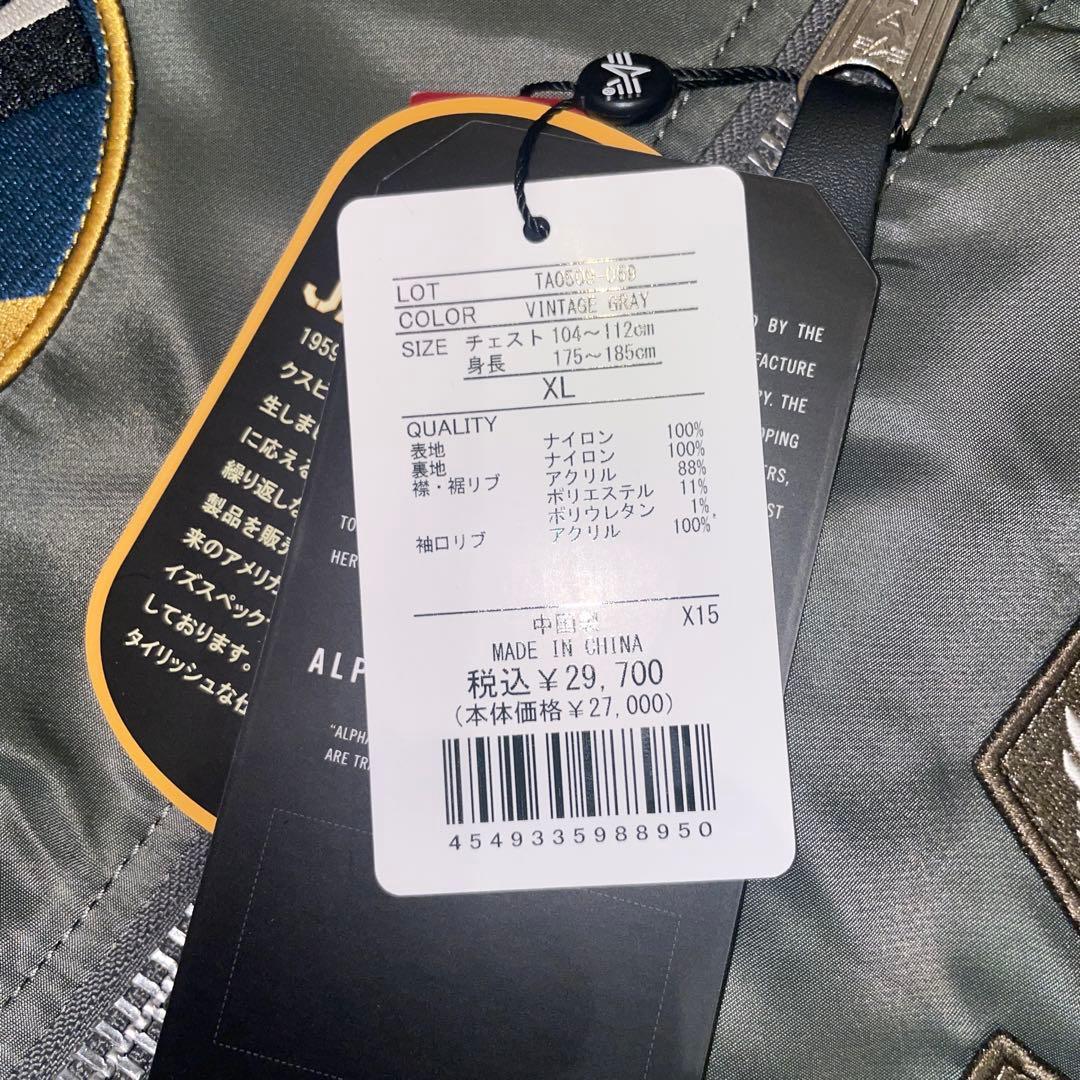 LOT TA0509-069
COLOR VINTAGE GRAY
SIZE チェスト 104〜112cm
身長 175〜185cm
XL
QUALITY
表地 ナイロン 100%
裏地 ナイロン 100%
襟・裾リブ アクリル 88%
ポリエステル 11%
ポリウレタン 1%,
袖口リブ アクリル 100%
中国製 X15
MADE IN CHINA
税込¥29,700
(本体価格¥27,000)
4549335988950
1959
クスピ
生しまし
に応える
繰り返しな
製品を販売
来のアメリカ
イズスペック
しております。
タイリッシュな仕
BY THE
PY. THE
TO
HER
ALP
"ALPHA
ARE TRA